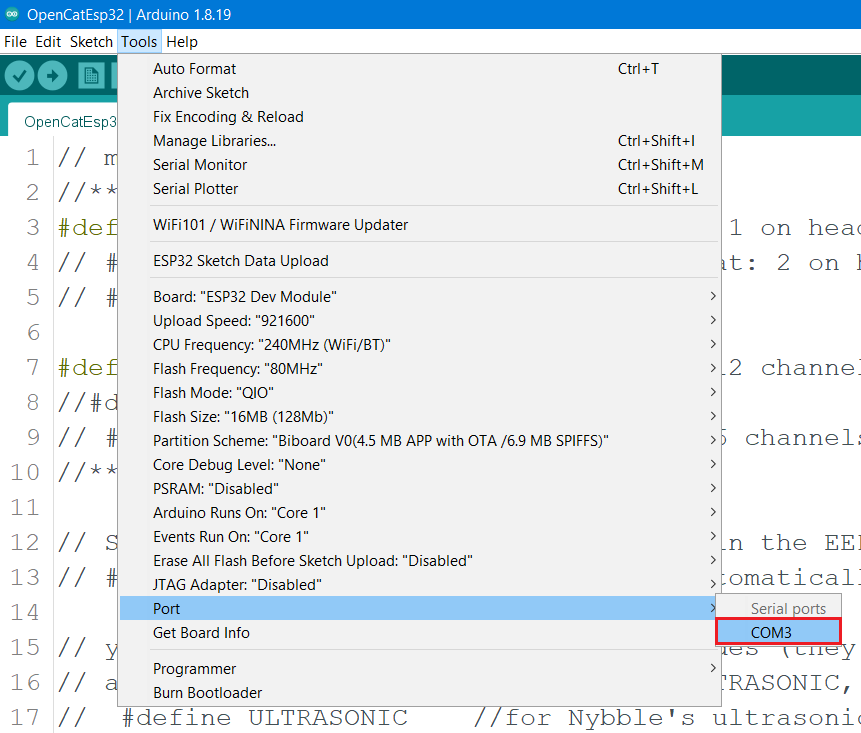 OpenCatEsp32 | Arduino 1.8.19
File Edit Sketch Tools Help
Auto Format Ctrl+T
Archive Sketch
Fix Encoding & Reload
Manage Libraries... Ctrl+Shift+I
Serial Monitor Ctrl+Shift+M
Serial Plotter Ctrl+Shift+L
WiFi101 / WiFiNINA Firmware Updater
ESP32 Sketch Data Upload
Board: "ESP32 Dev Module"
Upload Speed: "921600"
CPU Frequency: "240MHz (WiFi/BT)"
Flash Frequency: "80MHz"
Flash Mode: "QIO"
Flash Size: "16MB (128Mb)"
Partition Scheme: "Biboard V0(4.5 MB APP with OTA /6.9 MB SPIFFS)"
Core Debug Level: "None"
PSRAM: "Disabled"
Arduino Runs On: "Core 1"
Events Run On: "Core 1"
Erase All Flash Before Sketch Upload: "Disabled"
JTAG Adapter: "Disabled"
Port
Get Board Info
Programmer
Burn Bootloader
Serial ports
COM3
OpenCatEsp3
1 // m
2 //**
3 #def 1 on head
4 // # at: 2 on h
5 // #
6
7 #def 12 channel
8 //#d
9 // # channels
10 //**
11
12 // S in the EE
13 // # tomaticall
14
15 // y des (they
16 // a TRASONIC,
17 // #define ULTRASONIC //for Nybble's ultrasonic